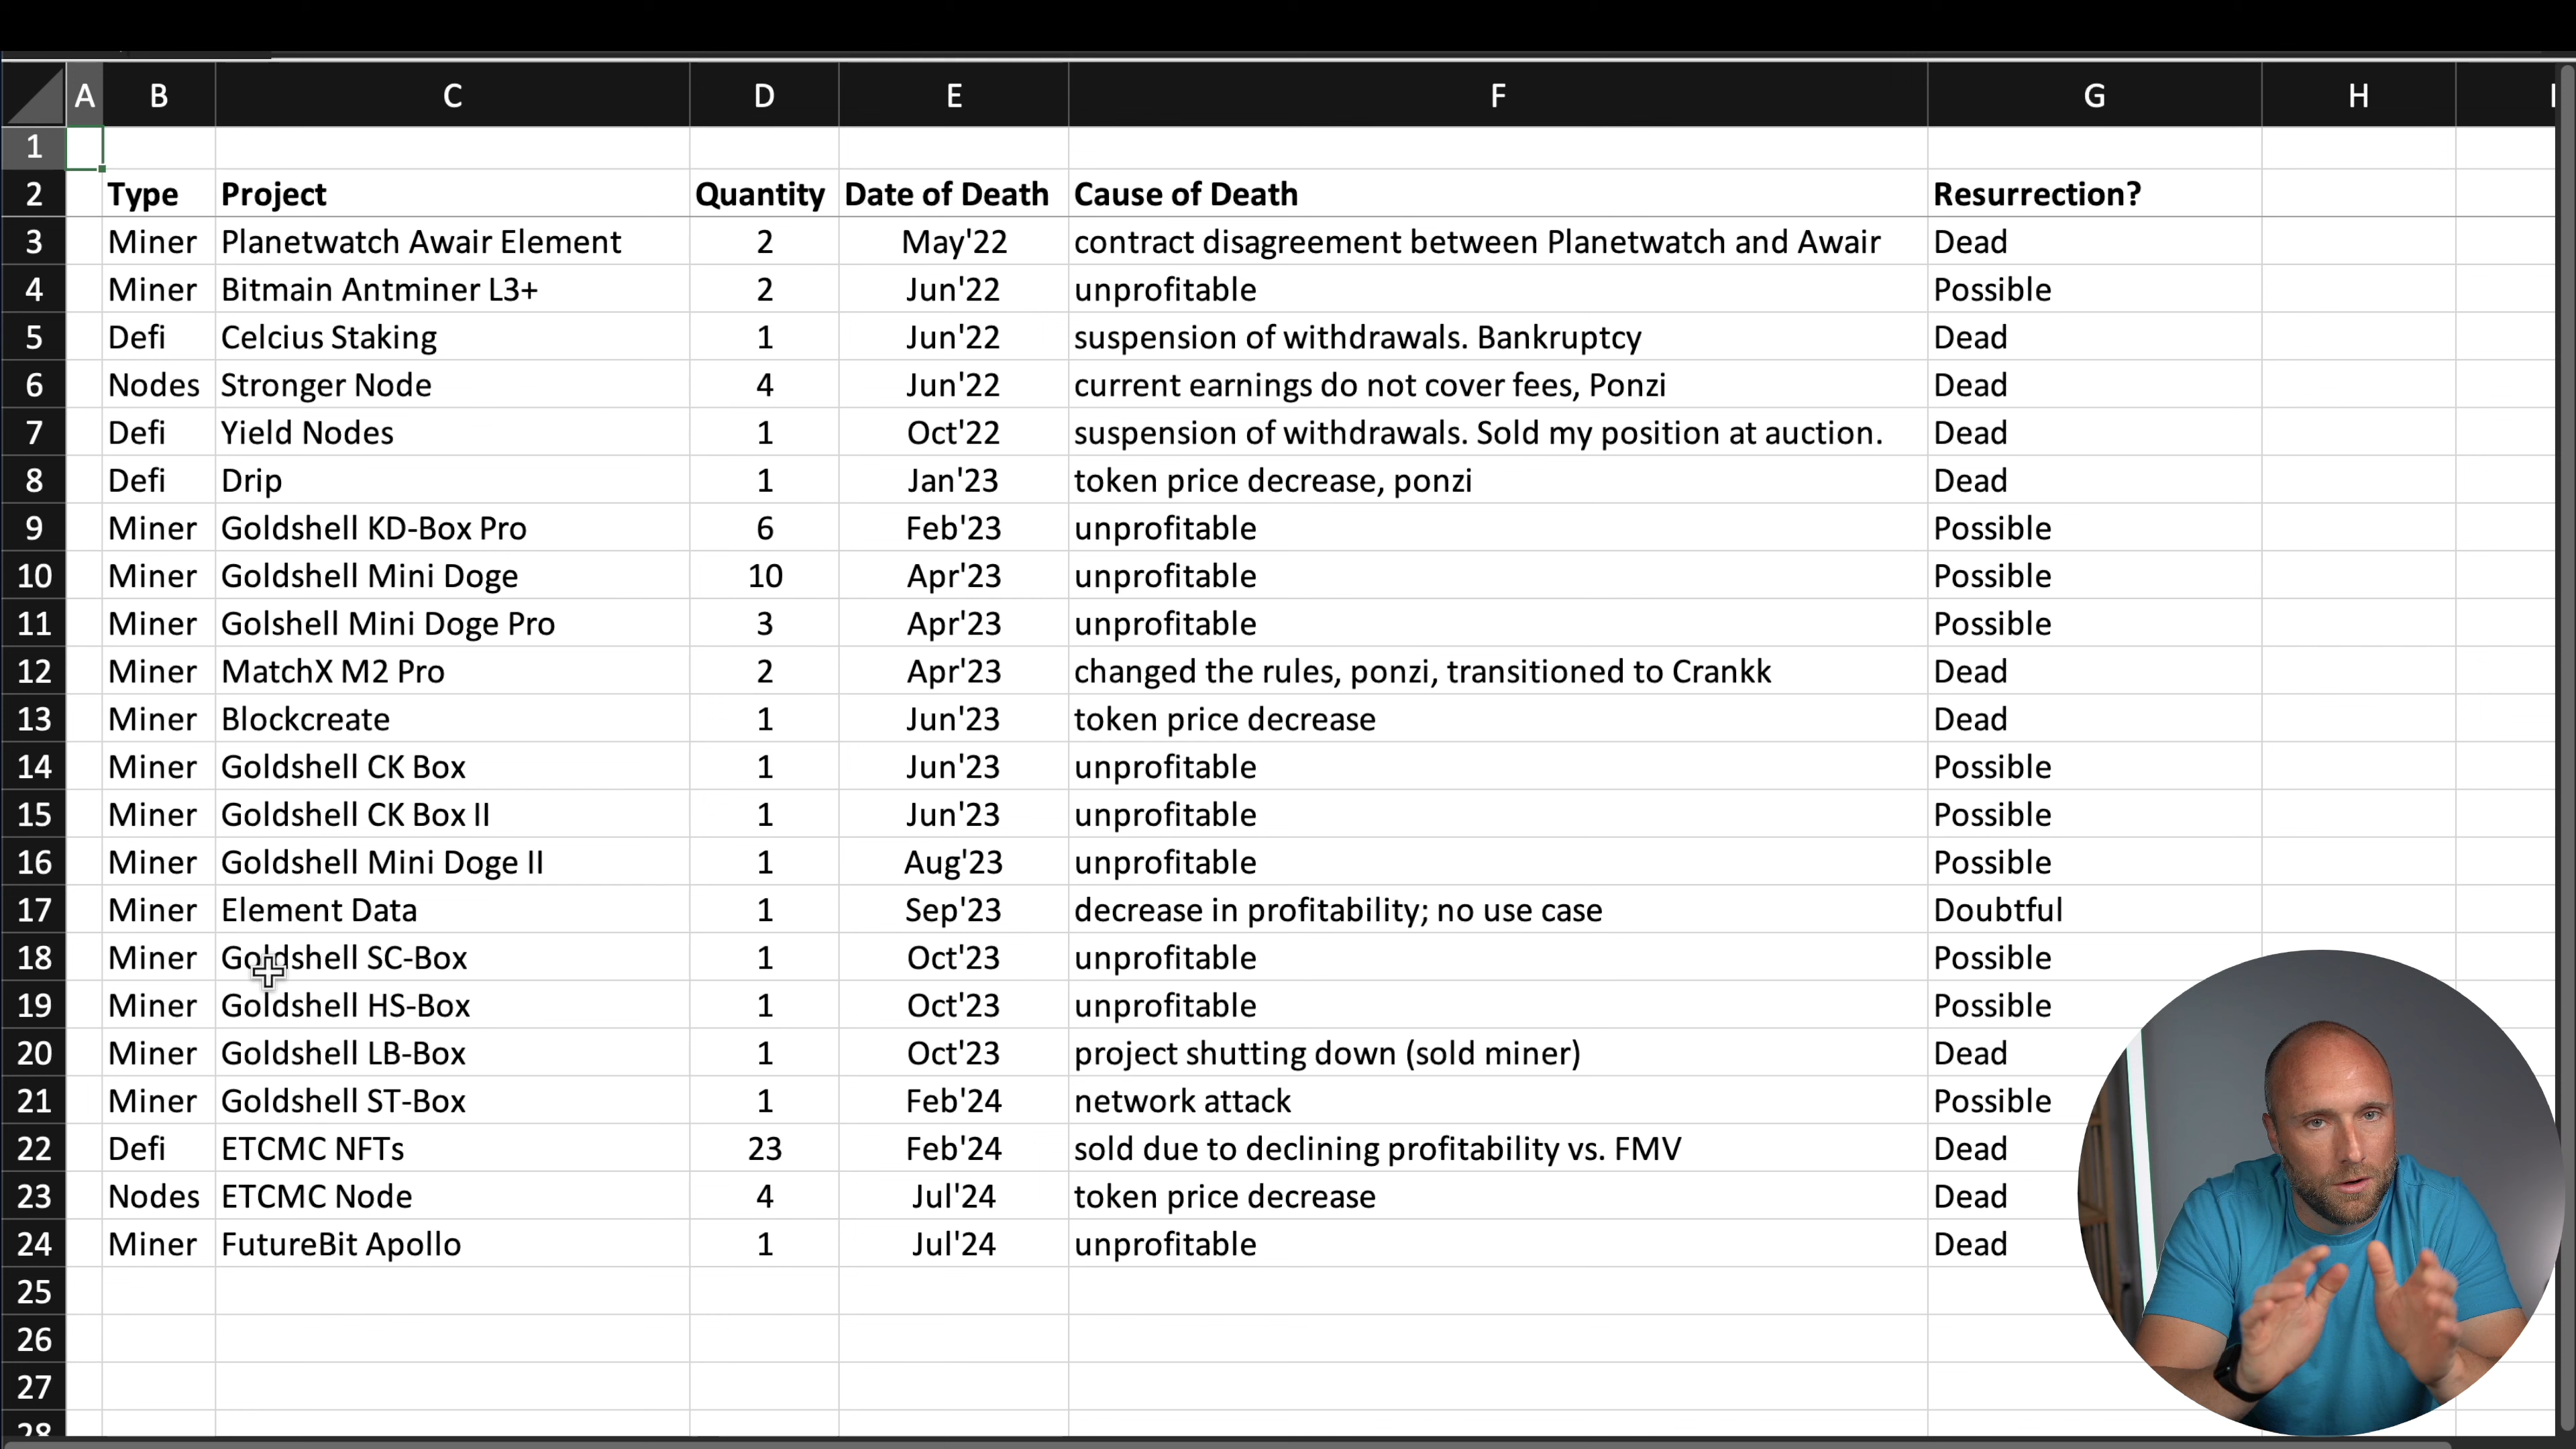 A B C D E F G H
1
2 Type Project Quantity Date of Death Cause of Death Resurrection?
3 Miner Planetwatch Awair Element 2 May'22 contract disagreement between Planetwatch and Awair Dead
4 Miner Bitmain Antminer L3+ 2 Jun'22 unprofitable Possible
5 Defi Celcius Staking 1 Jun'22 suspension of withdrawals. Bankruptcy Dead
6 Nodes Stronger Node 4 Jun'22 current earnings do not cover fees, Ponzi Dead
7 Defi Yield Nodes 1 Oct'22 suspension of withdrawals. Sold my position at auction. Dead
8 Defi Drip 1 Jan'23 token price decrease, ponzi Dead
9 Miner Goldshell KD-Box Pro 6 Feb'23 unprofitable Possible
10 Miner Goldshell Mini Doge 10 Apr'23 unprofitable Possible
11 Miner Golshell Mini Doge Pro 3 Apr'23 unprofitable Possible
12 Miner MatchX M2 Pro 2 Apr'23 changed the rules, ponzi, transitioned to Crankk Dead
13 Miner Blockcreate 1 Jun'23 token price decrease Dead
14 Miner Goldshell CK Box 1 Jun'23 unprofitable Possible
15 Miner Goldshell CK Box II 1 Jun'23 unprofitable Possible
16 Miner Goldshell Mini Doge II 1 Aug'23 unprofitable Possible
17 Miner Element Data 1 Sep'23 decrease in profitability; no use case Doubtful
18 Miner Goldshell SC-Box 1 Oct'23 unprofitable Possible
19 Miner Goldshell HS-Box 1 Oct'23 unprofitable Possible
20 Miner Goldshell LB-Box 1 Oct'23 project shutting down (sold miner) Dead
21 Miner Goldshell ST-Box 1 Feb'24 network attack Possible
22 Defi ETCMC NFTs 23 Feb'24 sold due to declining profitability vs. FMV Dead
23 Nodes ETCMC Node 4 Jul'24 token price decrease Dead
24 Miner FutureBit Apollo 1 Jul'24 unprofitable Dead
25
26
27
28